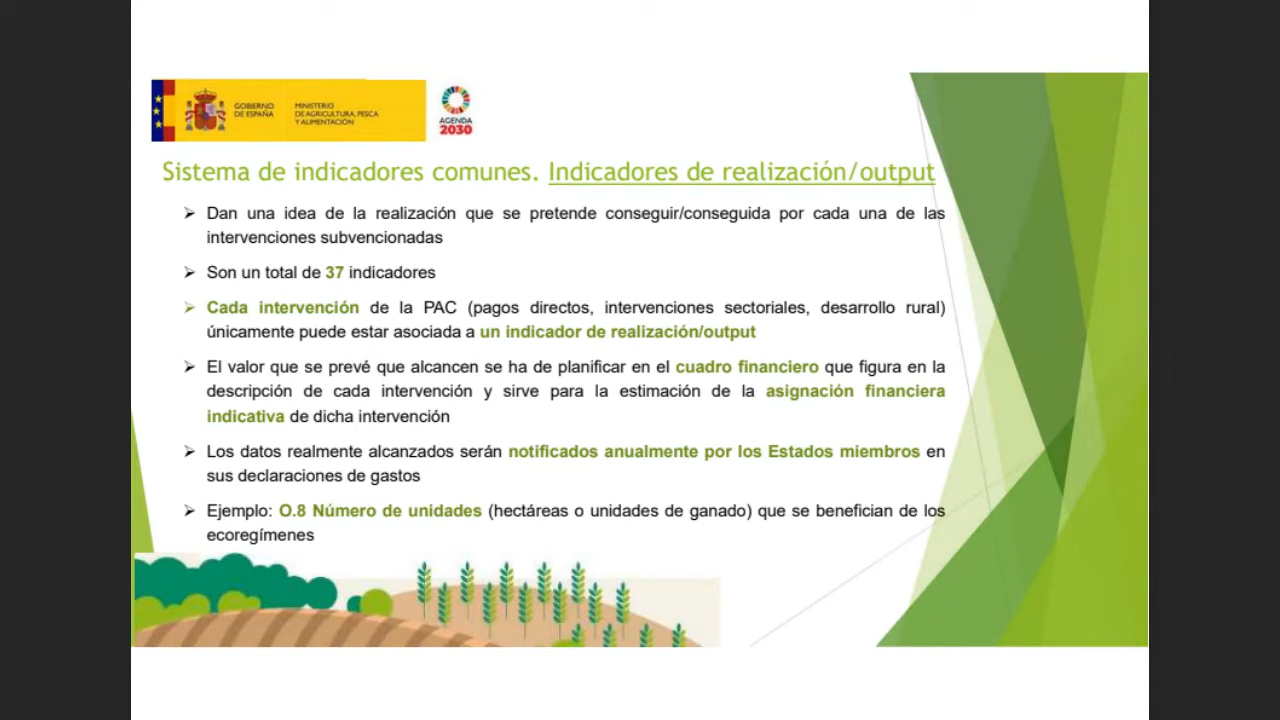 GOBIERNO
DE ESPAÑA
MINISTERIO
DE AGRICULTURA, PESCA
Y ALIMENTACIÓN
AGENDA
2030
Sistema de indicadores comunes. Indicadores de realización/output
➢ Dan una idea de la realización que se pretende conseguir/conseguida por cada una de las
intervenciones subvencionadas
➢ Son un total de 37 indicadores
➢ Cada intervención de la PAC (pagos directos, intervenciones sectoriales, desarrollo rural)
únicamente puede estar asociada a un indicador de realización/output
➢ El valor que se prevé que alcancen se ha de planificar en el cuadro financiero que figura en la
descripción de cada intervención y sirve para la estimación de la asignación financiera
indicativa de dicha intervención
➢ Los datos realmente alcanzados serán notificados anualmente por los Estados miembros en
sus declaraciones de gastos
➢ Ejemplo: O.8 Número de unidades (hectáreas o unidades de ganado) que se benefician de los
ecoregímenes